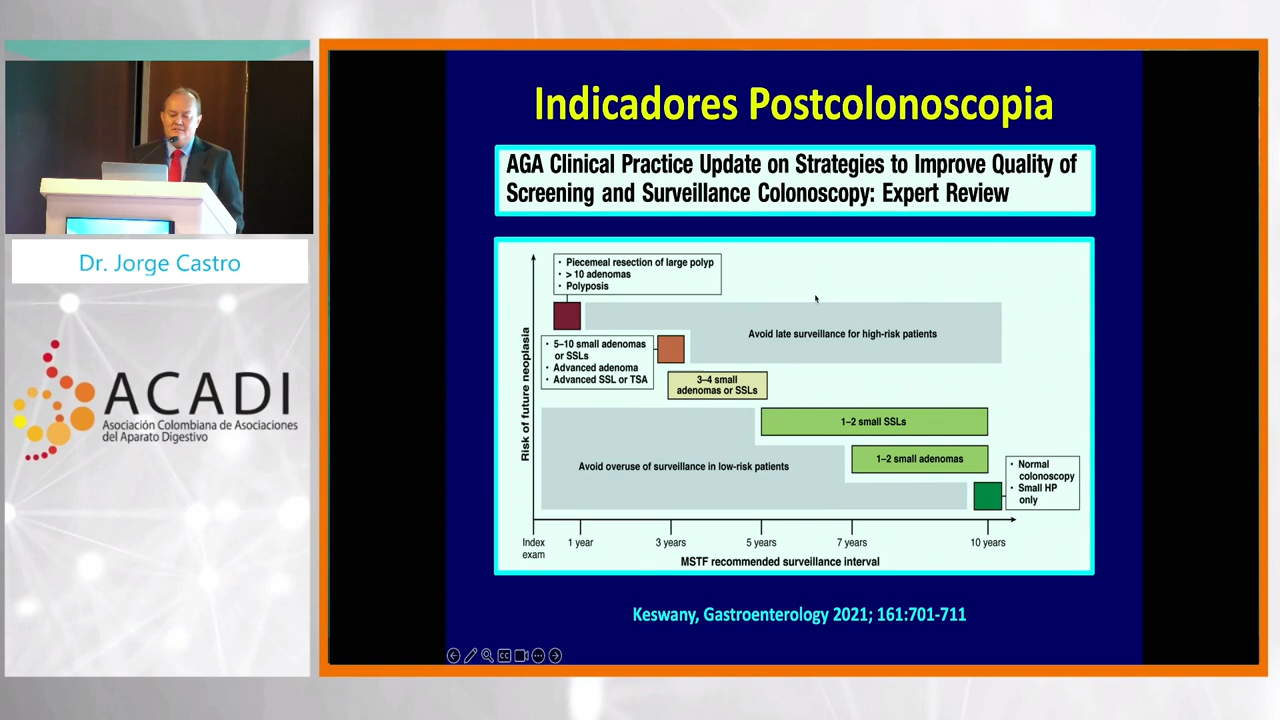 Indicadores Postcolonoscopia
AGA Clinical Practice Update on Strategies to Improve Quality of
Screening and Surveillance Colonoscopy: Expert Review
Dr. Jorge Castro
ACADI
Asociación Colombiana de Asociaciones
del Aparato Digestivo
Risk of future neoplasia
• Piecemeal resection of large polyp
• > 10 adenomas
• Polyposis
Avoid late surveillance for high-risk patients
• 5–10 small adenomas
or SSLs
• Advanced adenoma
• Advanced SSL or TSA
3–4 small
adenomas or SSLs
1–2 small SSLs
1–2 small adenomas
Avoid overuse of surveillance in low-risk patients
• Normal
colonoscopy
• Small HP
only
Index
exam
1 year
3 years
5 years
7 years
10 years
MSTF recommended surveillance interval
Keswany, Gastroenterology 2021; 161:701-711
CC